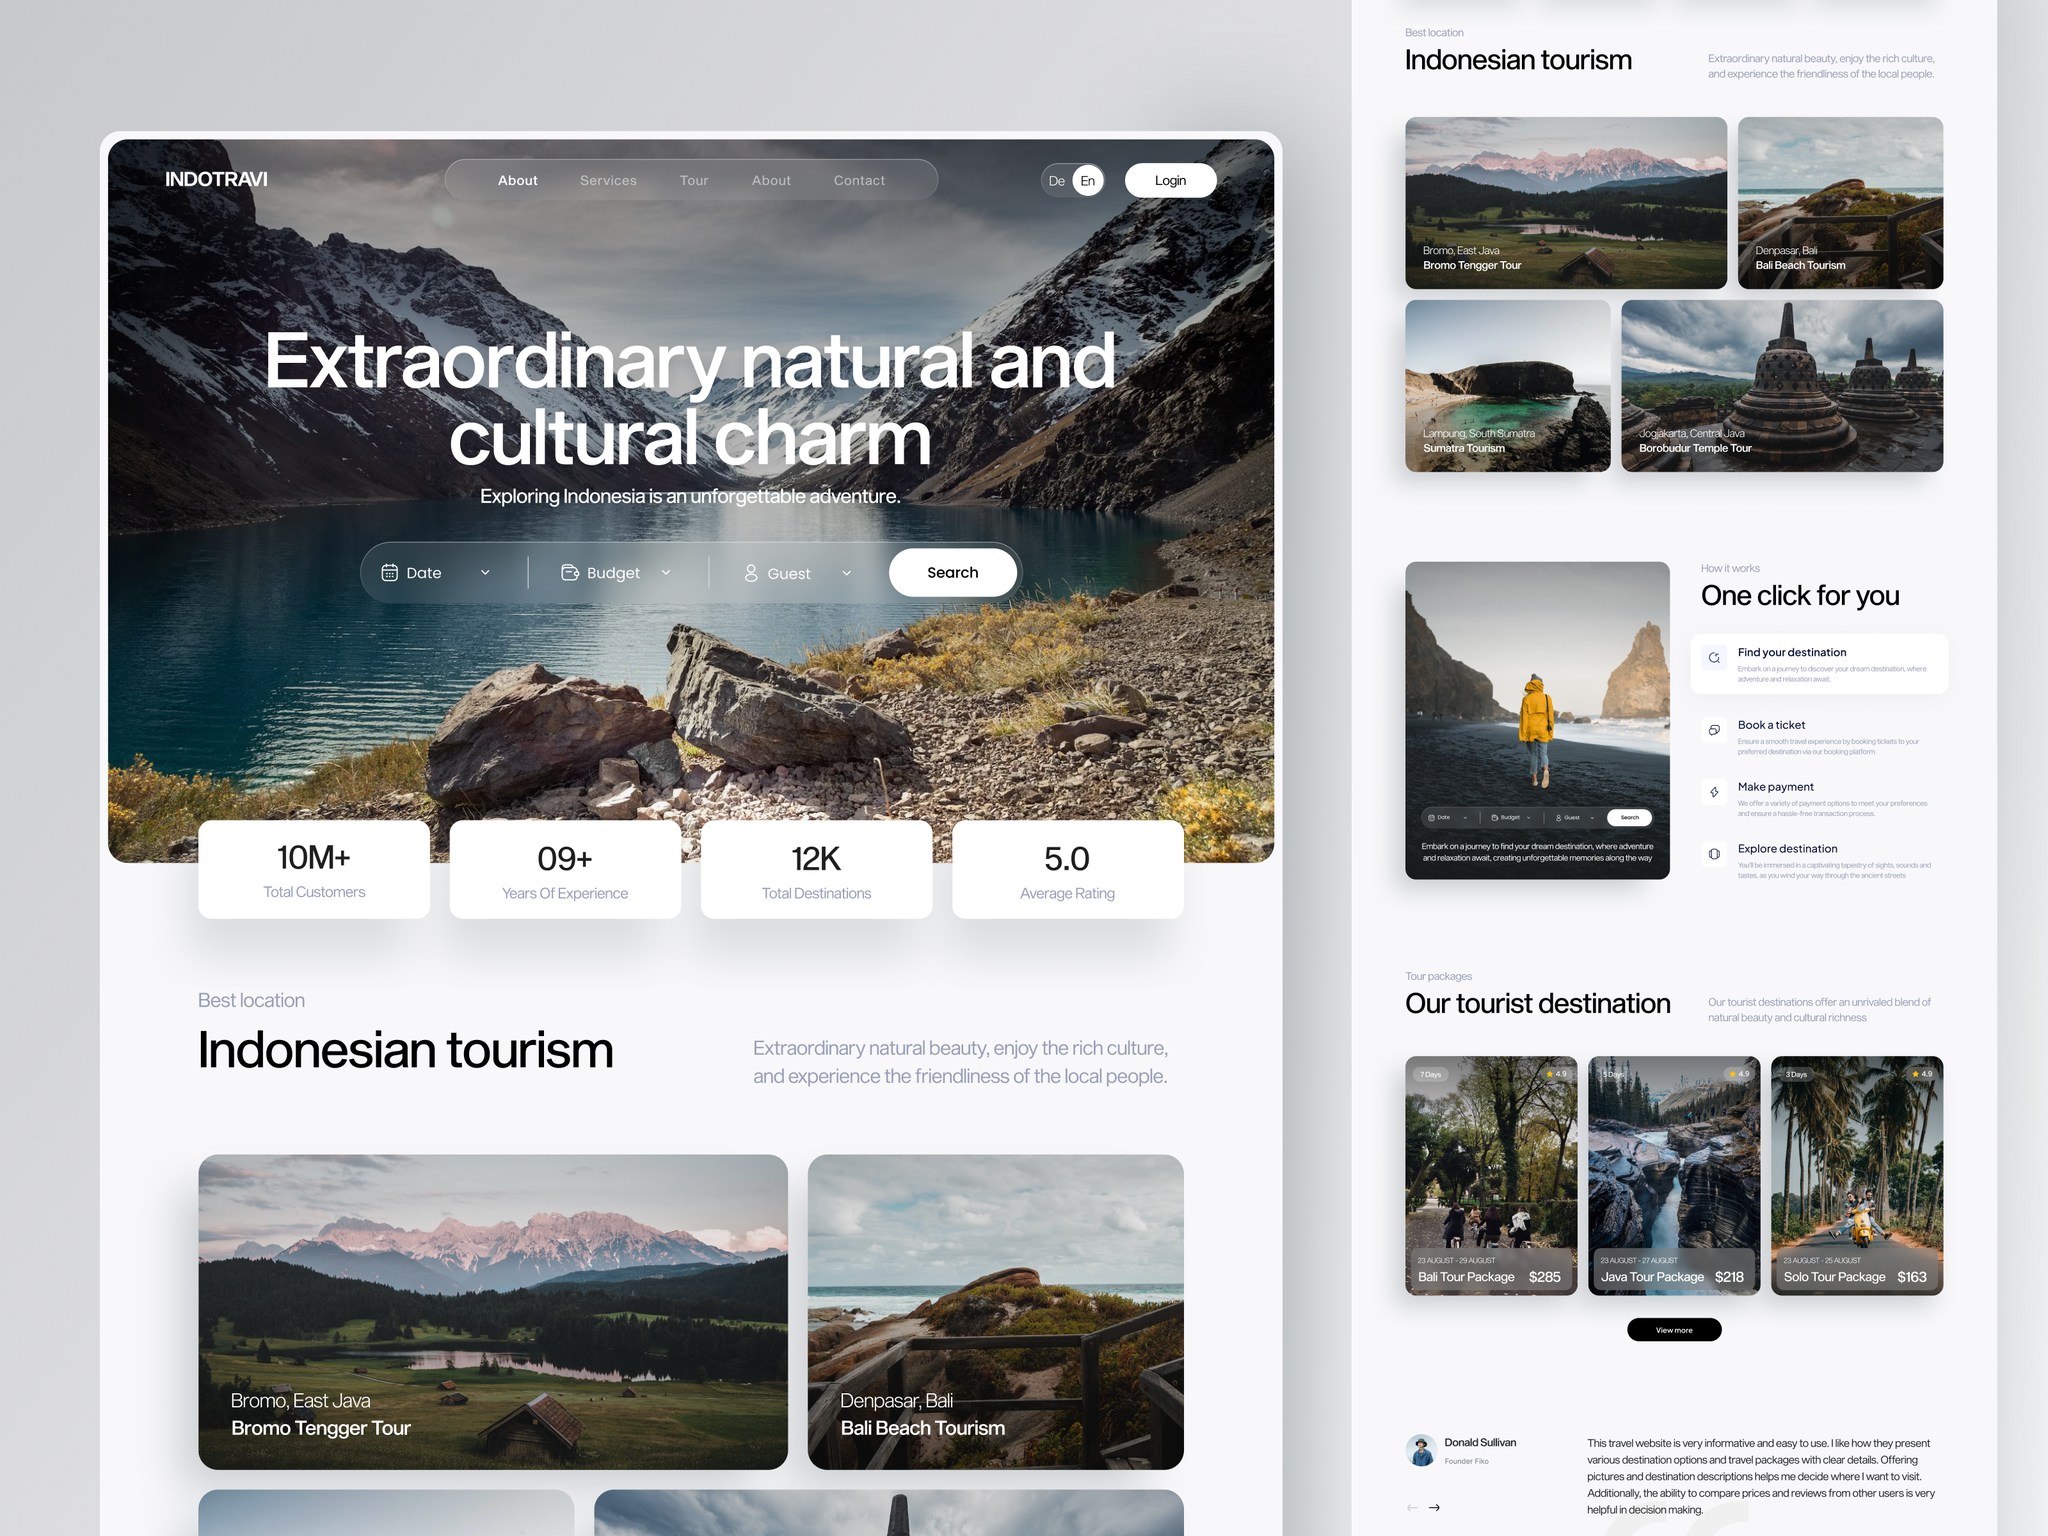 INDOTRAVI
About
Services
Tour
About
Contact
De
En
Login
Extraordinary natural and
cultural charm
Exploring Indonesia is an unforgettable adventure.
Date
Budget
Guest
Search
10M+
Total Customers
09+
Years Of Experience
12K
Total Destinations
5.0
Average Rating
Best location
Indonesian tourism
Extraordinary natural beauty, enjoy the rich culture,
and experience the friendliness of the local people.
Bromo, East Java
Bromo Tengger Tour
Denpasar, Bali
Bali Beach Tourism
Best location
Indonesian tourism
Extraordinary natural beauty, enjoy the rich culture,
and experience the friendliness of the local people.
Bromo, East Java
Bromo Tengger Tour
Denpasar, Bali
Bali Beach Tourism
Lampung, South Sumatra
Sumatra Tourism
Jogjakarta, Central Java
Borobudur Temple Tour
Date
Budget
Guest
Search
Embark on a journey to find your dream destination, where adventure
and relaxation await, creating unforgettable memories along the way
How it works
One click for you
Find your destination
Embark on a journey to discover your dream destination, where
adventure and relaxation await.
Book a ticket
Ensure a smooth travel experience by booking tickets to your
preferred destination via our booking platform
Make payment
We offer a variety of payment options to meet your preferences
and ensure a hassle-free transaction process.
Explore destination
You'll be immersed in a captivating tapestry of sights, sounds and
tastes, as you wind your way through the ancient streets
Tour packages
Our tourist destination
Our tourist destinations offer an unrivaled blend of
natural beauty and cultural richness
7 Days
4.9
23 AUGUST - 29 AUGUST
Bali Tour Package
$285
5 Days
4.9
23 AUGUST - 27 AUGUST
Java Tour Package
$218
3 Days
4.9
23 AUGUST - 25 AUGUST
Solo Tour Package
$163
View more
Donald Sullivan
Founder Fiko
This travel website is very informative and easy to use. I like how they present
various destination options and travel packages with clear details. Offering
pictures and destination descriptions helps me decide where I want to visit.
Additionally, the ability to compare prices and reviews from other users is very
helpful in decision making.